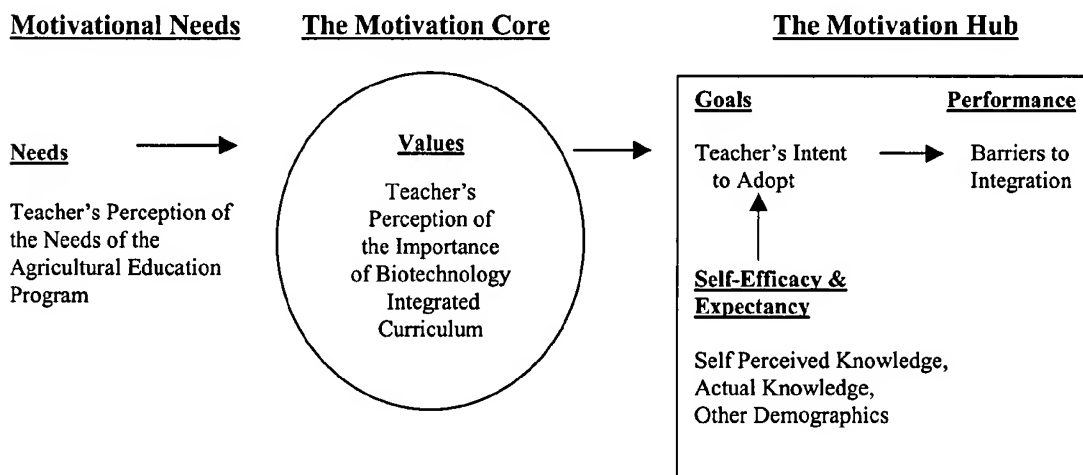 Motivational Needs
The Motivation Core
The Motivation Hub
Needs
Teacher's Perception of
the Needs of the
Agricultural Education
Program
Values
Teacher's
Perception of
the Importance
of Biotechnology
Integrated
Curriculum
Goals
Teacher's Intent
to Adopt
Performance
Barriers to
Integration
Self-Efficacy &
Expectancy
Self Perceived Knowledge,
Actual Knowledge,
Other Demographics